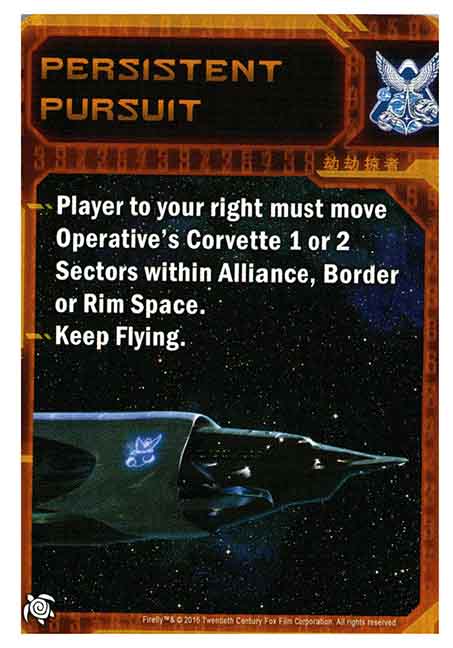 PERSISTENT
PURSUIT
劫劫掠者
Player to your right must move
Operative's Corvette 1 or 2
Sectors within Alliance, Border
or Rim Space.
Keep Flying.
Firefly™& © 2016 Twentieth Century Fox Film Corporation. All rights reserved.